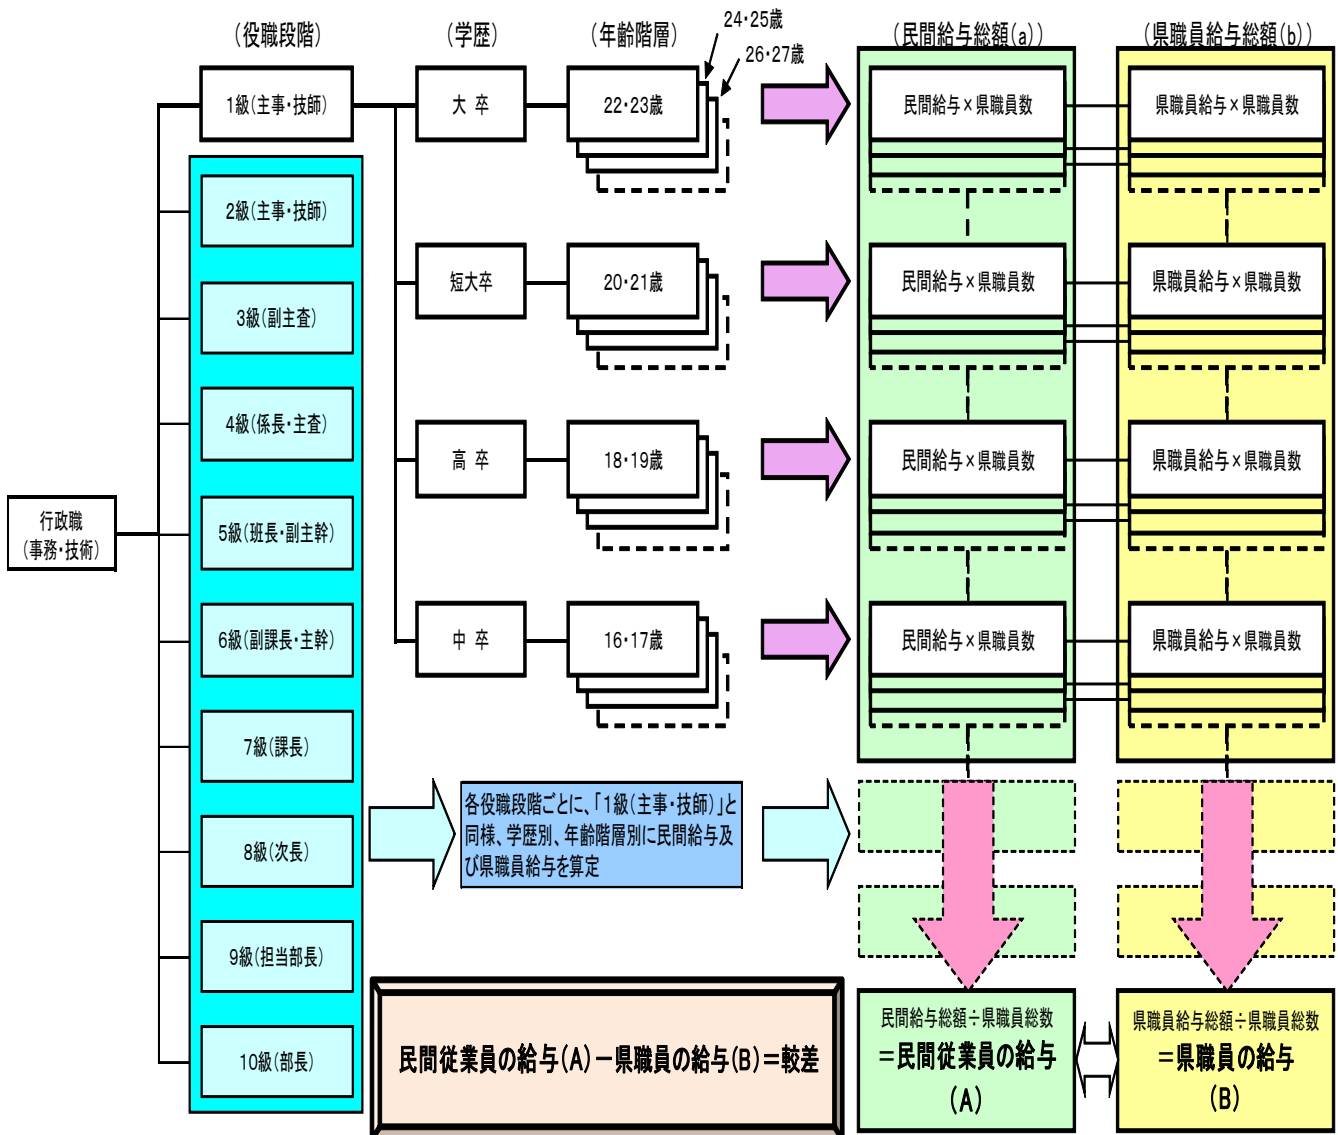 (役職段階)
(学歴)
(年齢階層)
24・25歳
26・27歳
(民間給与総額(a))
(県職員給与総額(b))
1級(主事・技師)
大 卒
22・23歳
民間給与×県職員数
県職員給与×県職員数
2級(主事・技師)
短大卒
20・21歳
民間給与×県職員数
県職員給与×県職員数
3級(副主査)
4級(係長・主査)
高 卒
18・19歳
民間給与×県職員数
県職員給与×県職員数
行政職
(事務・技術)
5級(班長・副主幹)
6級(副課長・主幹)
中 卒
16・17歳
民間給与×県職員数
県職員給与×県職員数
7級(課長)
8級(次長)
各役職段階ごとに、「1級(主事・技師)」と
同様、学歴別、年齢階層別に民間給与及
び県職員給与を算定
9級(担当部長)
10級(部長)
民間従業員の給与(A)－県職員の給与(B)＝較差
民間給与総額÷県職員総数
＝民間従業員の給与
(A)
県職員給与総額÷県職員総数
＝県職員の給与
(B)